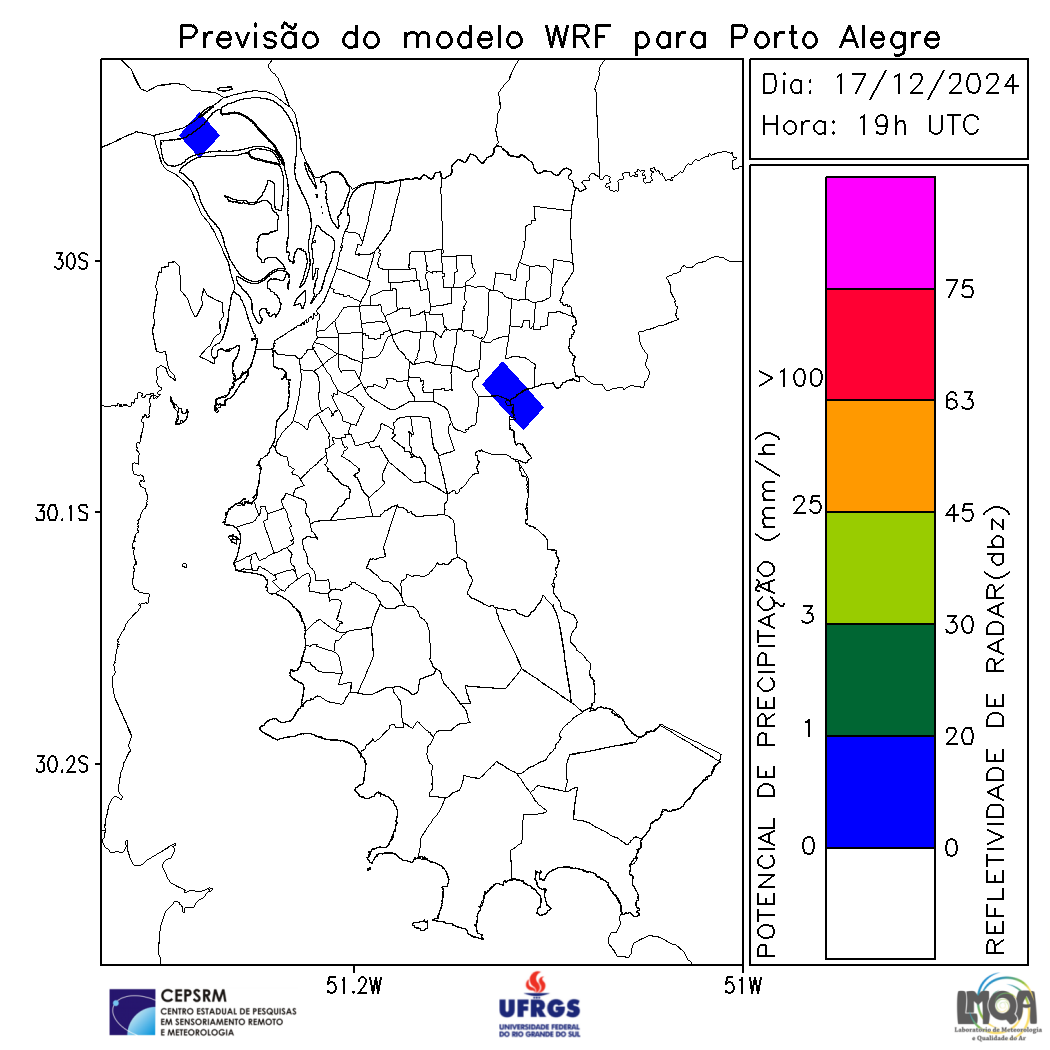 Previsão do modelo WRF para Porto Alegre
Dia: 17/12/2024
Hora: 19h UTC
30S
30.1S
30.2S
51.2W
51W
POTENCIAL DE PRECIPITAÇÃO (mm/h)
>100
25
3
1
0
75
63
45
30
20
0
REFLETIVIDADE DE RADAR(dbz)
CEPSRM
CENTRO ESTADUAL DE PESQUISAS
EM SENSORIAMENTO REMOTO
E METEOROLOGIA
UFRGS
UNIVERSIDADE FEDERAL
DO RIO GRANDE DO SUL
LMQA
Laboratório de Meteorologia
e Qualidade do Ar